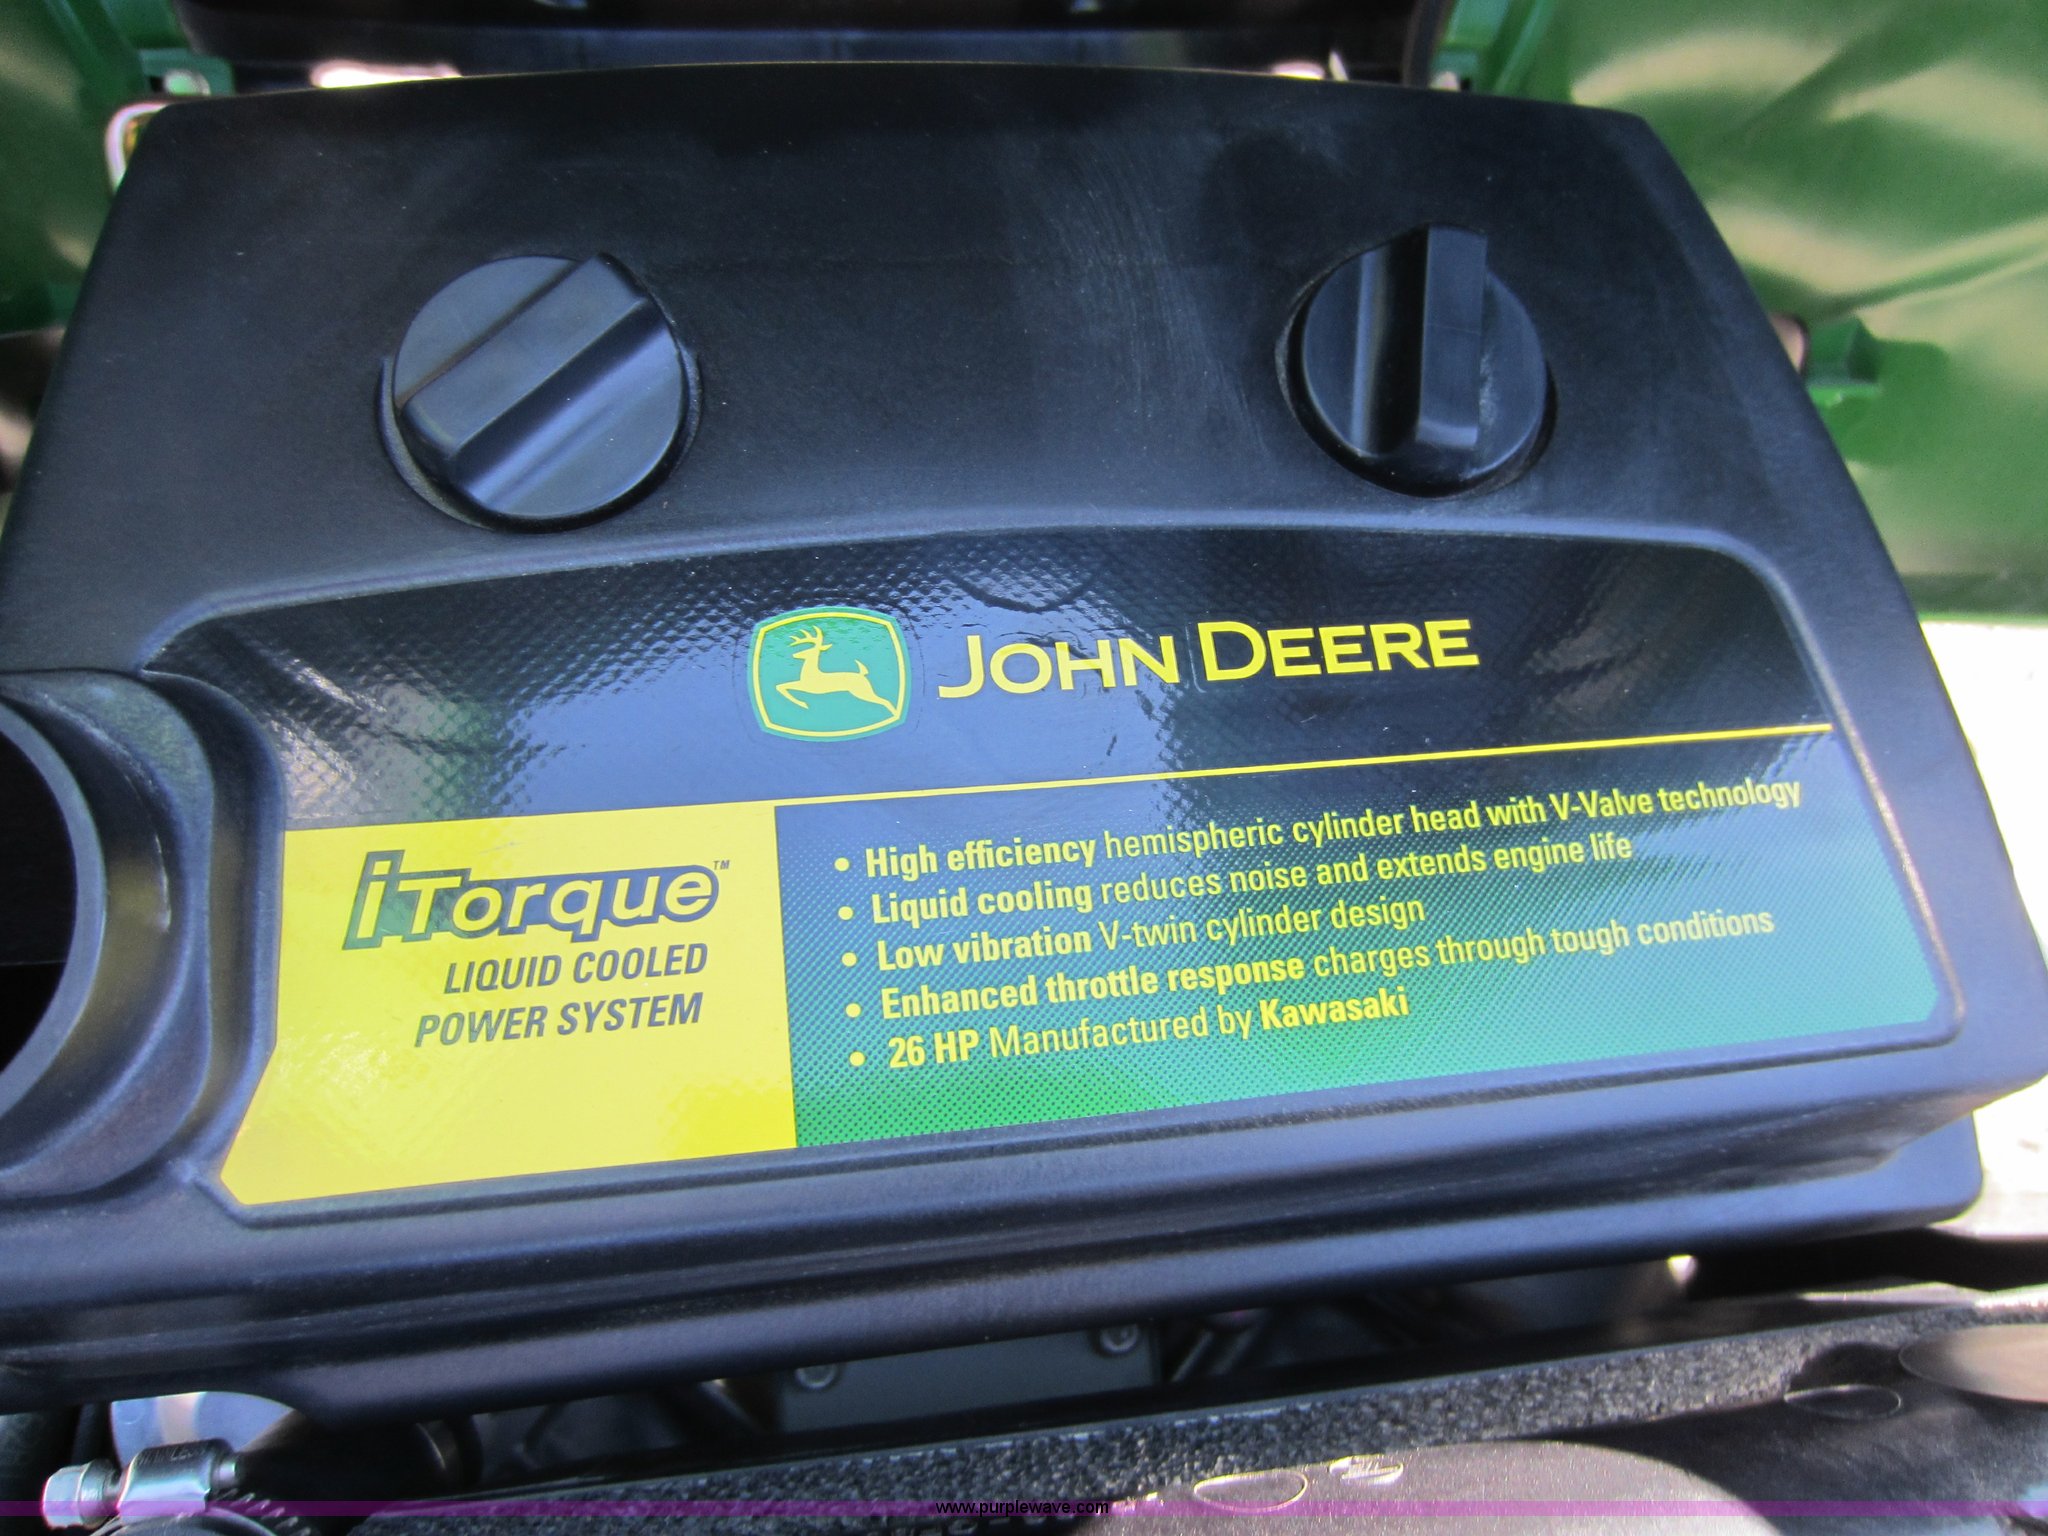 JOHN DEERE
iTorque™
LIQUID COOLED
POWER SYSTEM
• High efficiency hemispheric cylinder head with V-Valve technology
• Liquid cooling reduces noise and extends engine life
• Low vibration V-twin cylinder design
• Enhanced throttle response charges through tough conditions
• 26 HP Manufactured by Kawasaki
www.purplewave.com